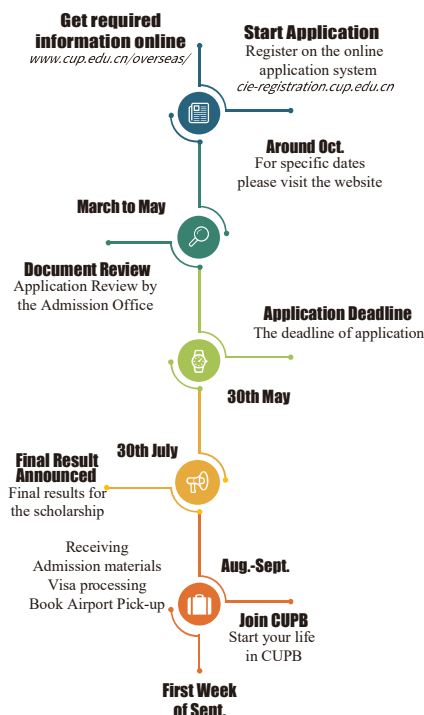 Get required
information online
www.cup.edu.cn/overseas/
Start Application
Register on the online
application system
cie-registration.cup.edu.cn
Around Oct.
For specific dates
please visit the website
March to May
Document Review
Application Review by
the Admission Office
Application Deadline
The deadline of application
30th May
30th July
Final Result
Announced
Final results for
the scholarship
Receiving
Admission materials
Visa processing
Book Airport Pick-up
Aug.-Sept.
Join CUPB
Start your life
in CUPB
First Week
of Sept.